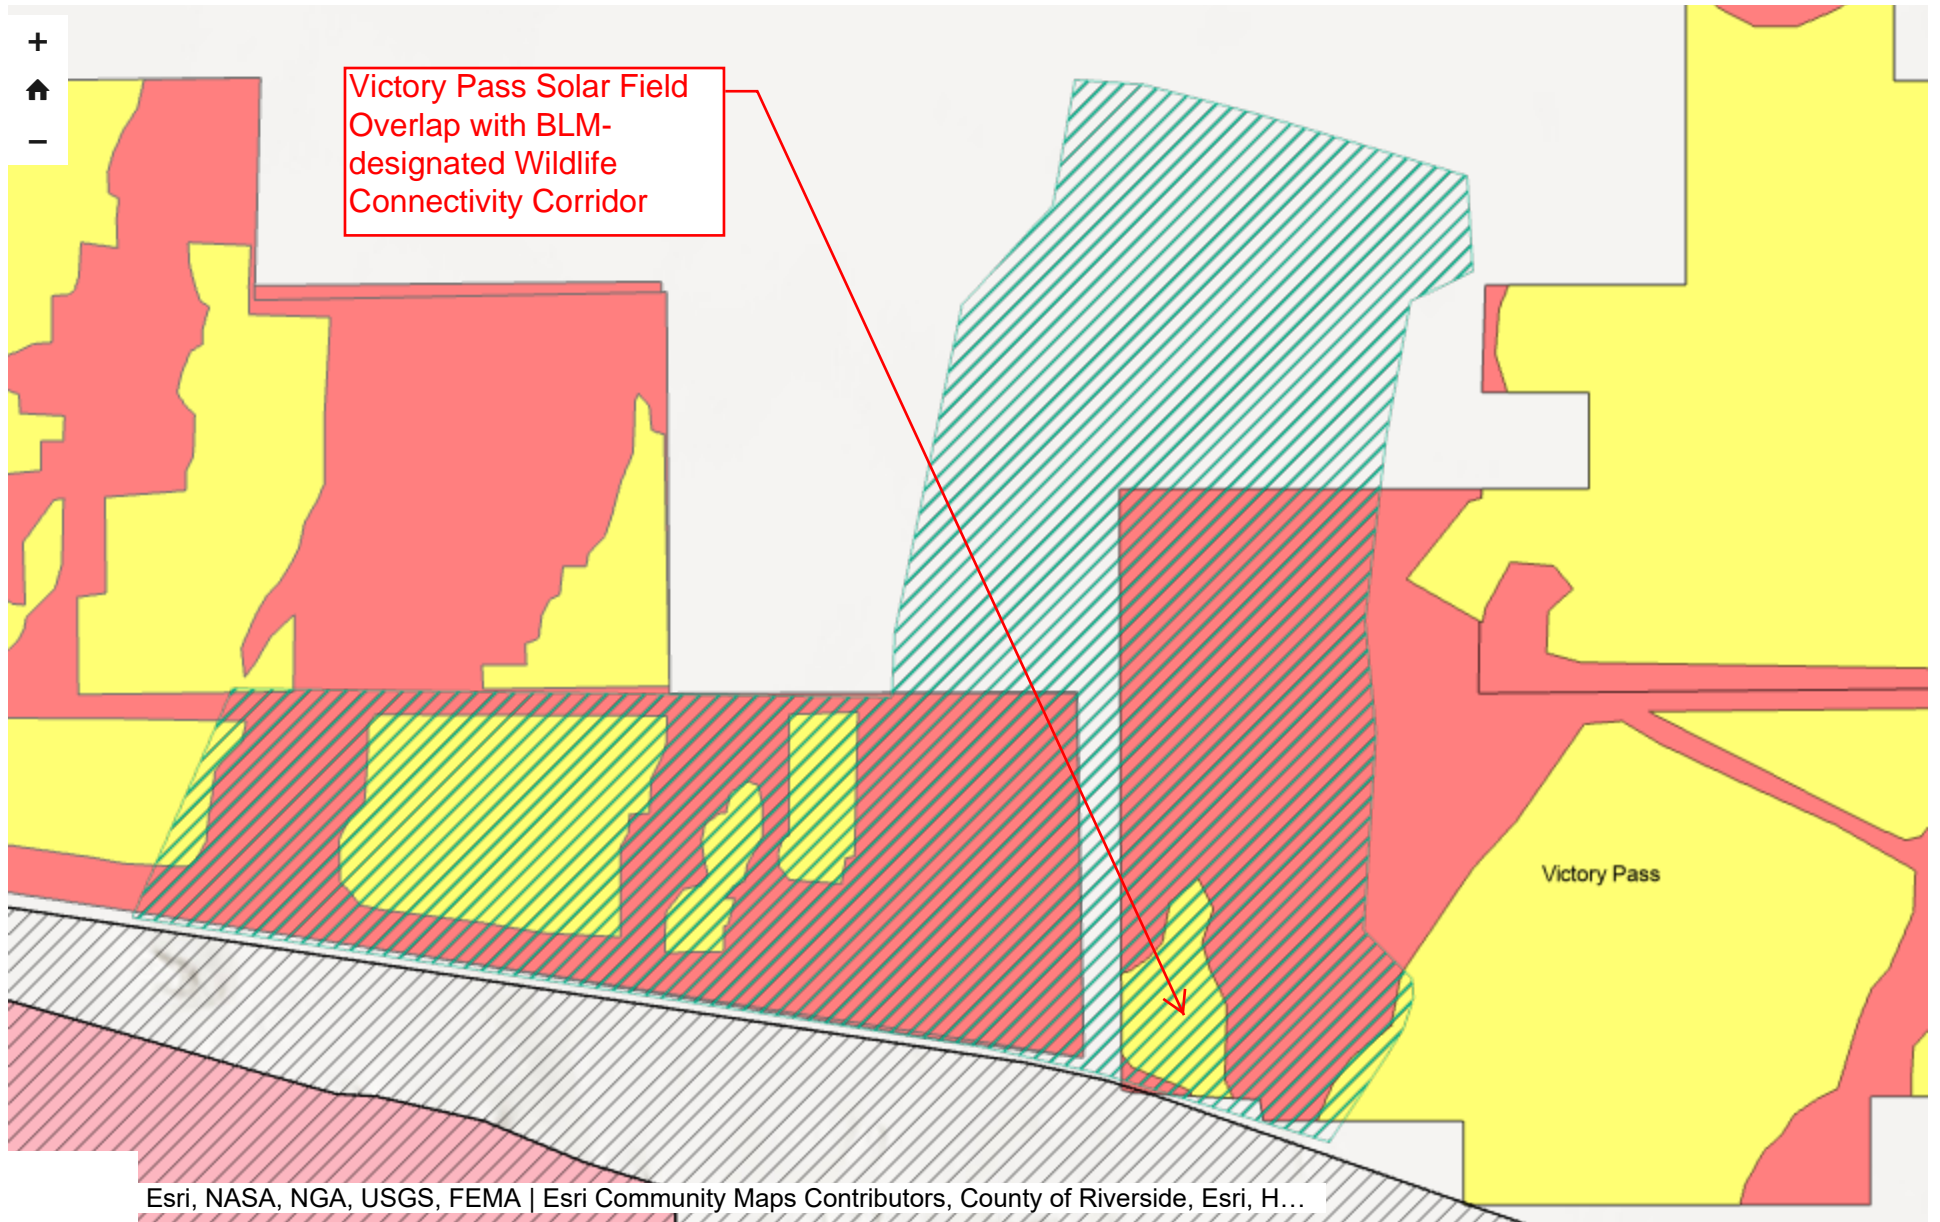 +
−
Victory Pass Solar Field
Overlap with BLM-
designated Wildlife
Connectivity Corridor
Victory Pass
Esri, NASA, NGA, USGS, FEMA | Esri Community Maps Contributors, County of Riverside, Esri, H...